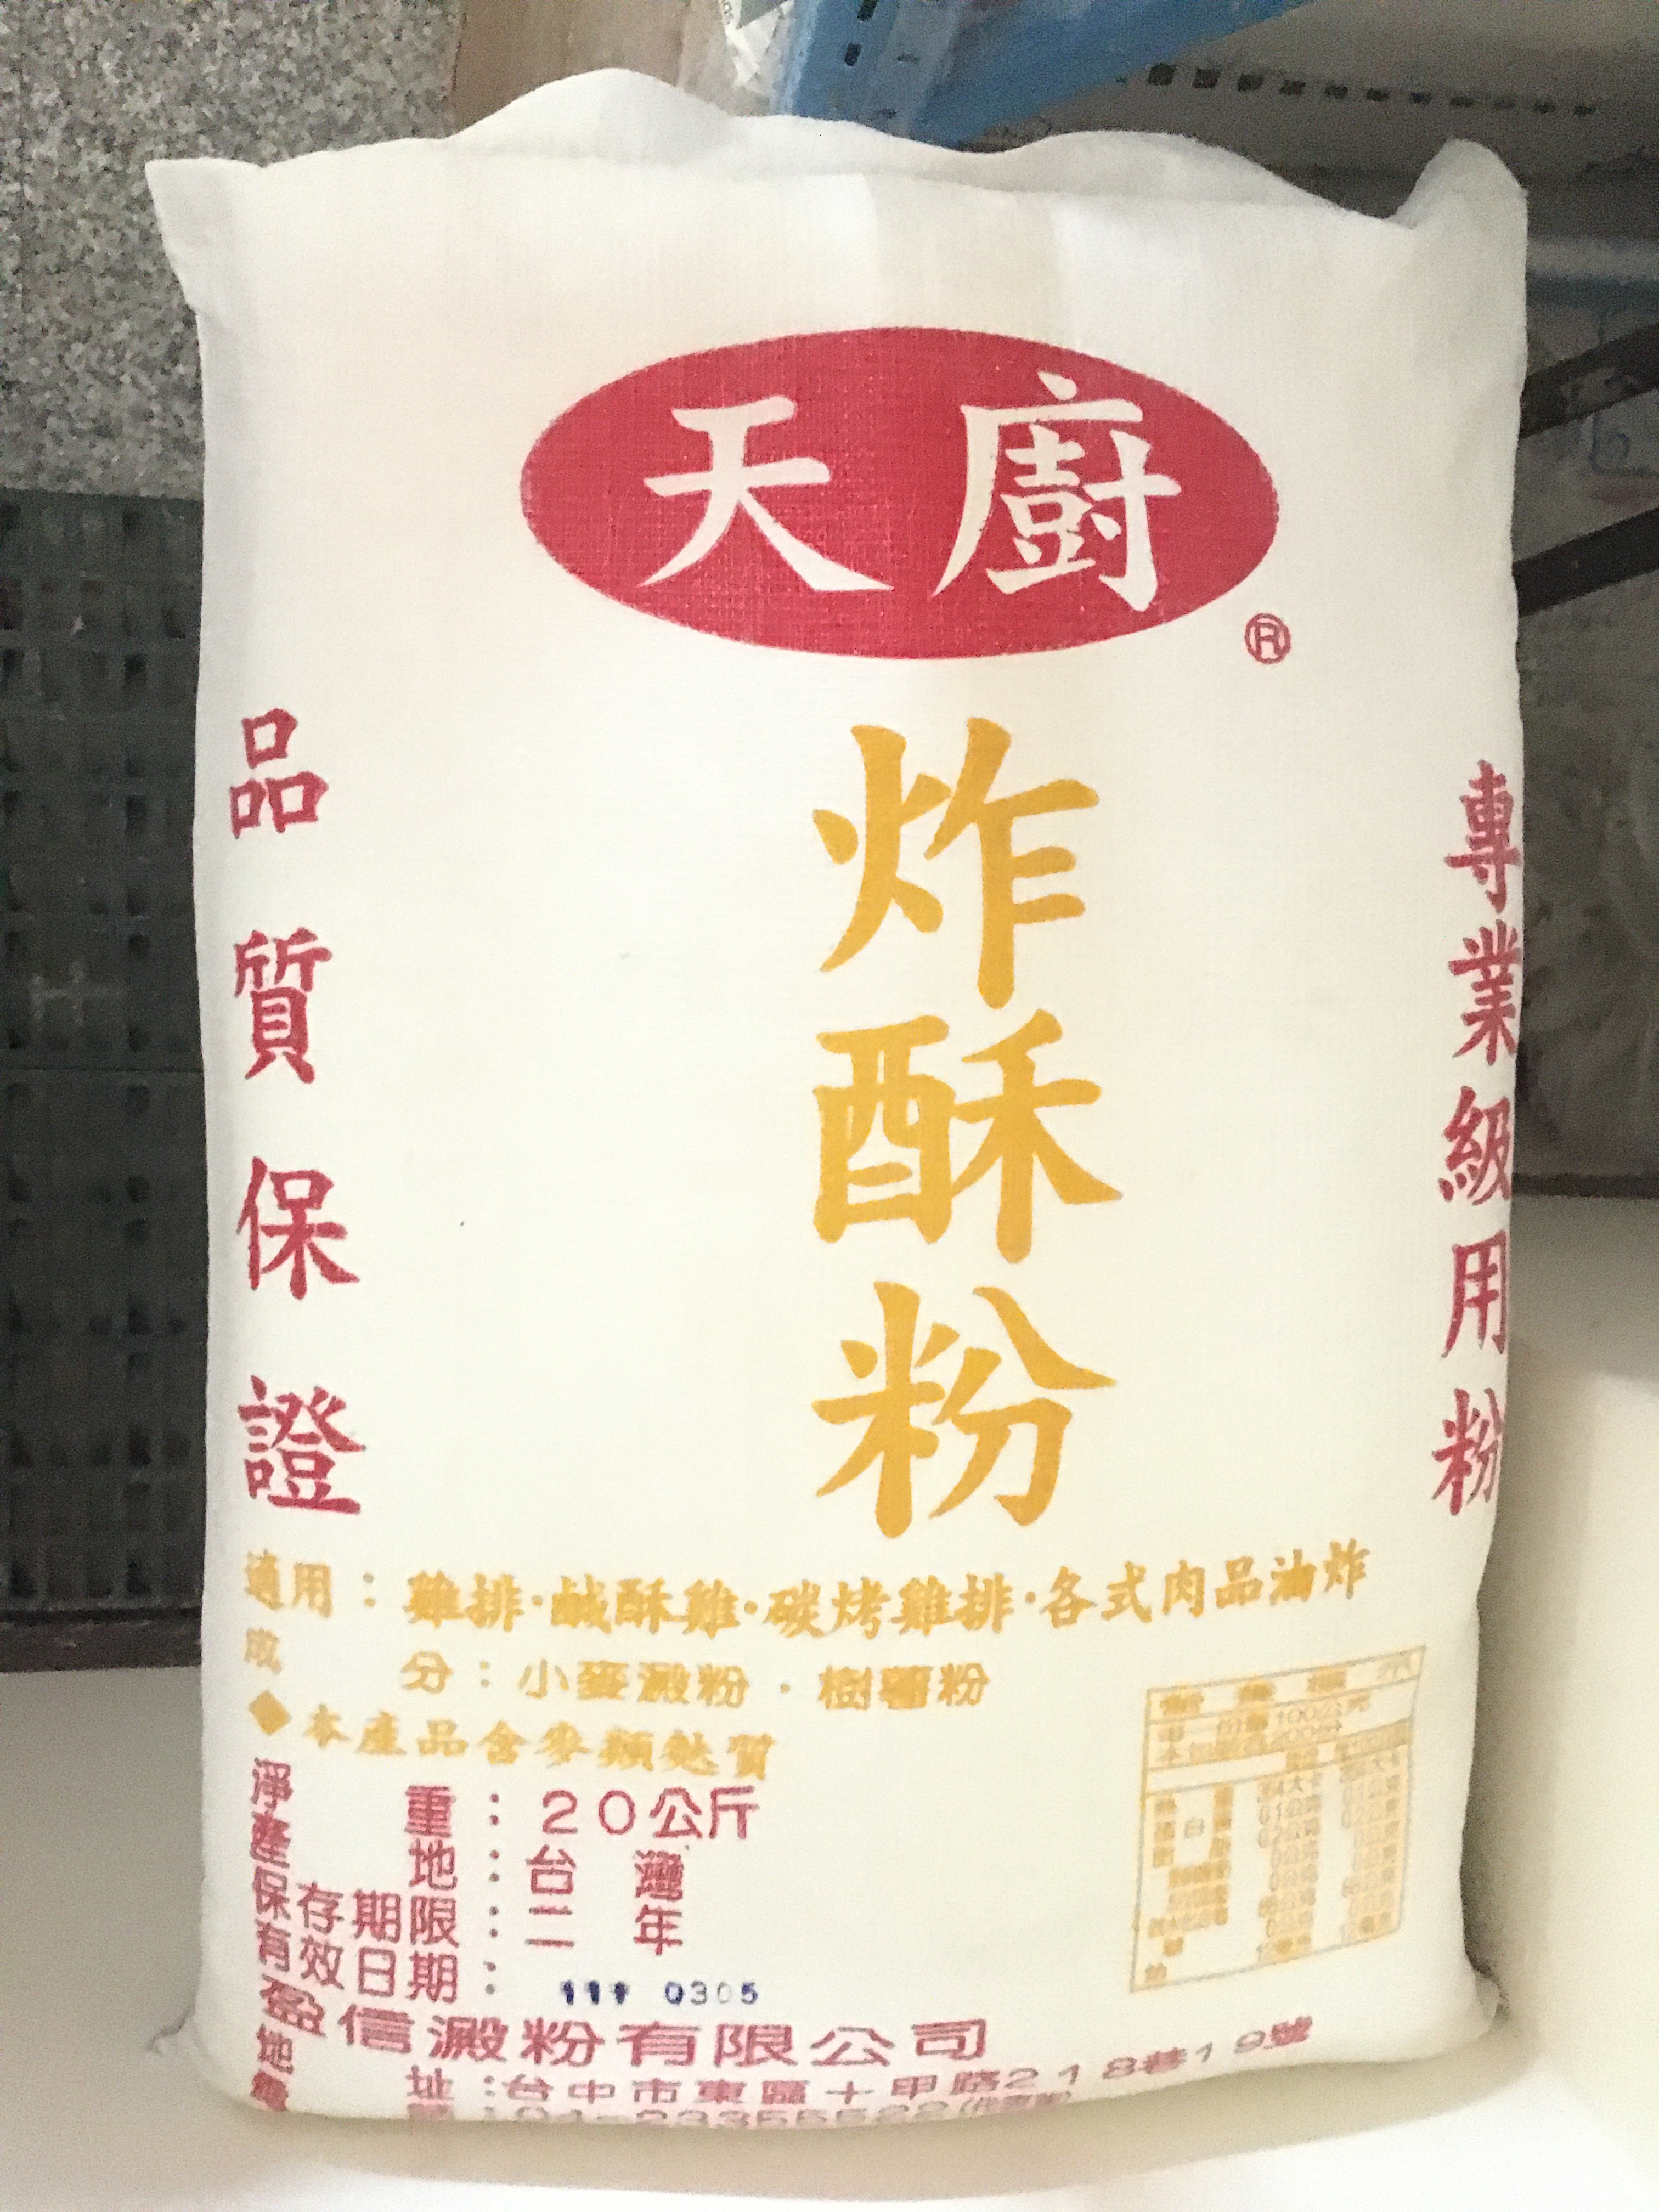 天廚
®
炸酥粉
品質保證
專業級用粉
適用：雞排·鹹酥雞·碳烤雞排·各式肉品油炸
成分：小麥澱粉·樹薯粉
◆本產品含麥類麩質
淨重：20公斤
產地：台灣
保存期限：二年
有效日期：111 0305
盈信澱粉有限公司
地址：台中市東區十甲路218巷19號